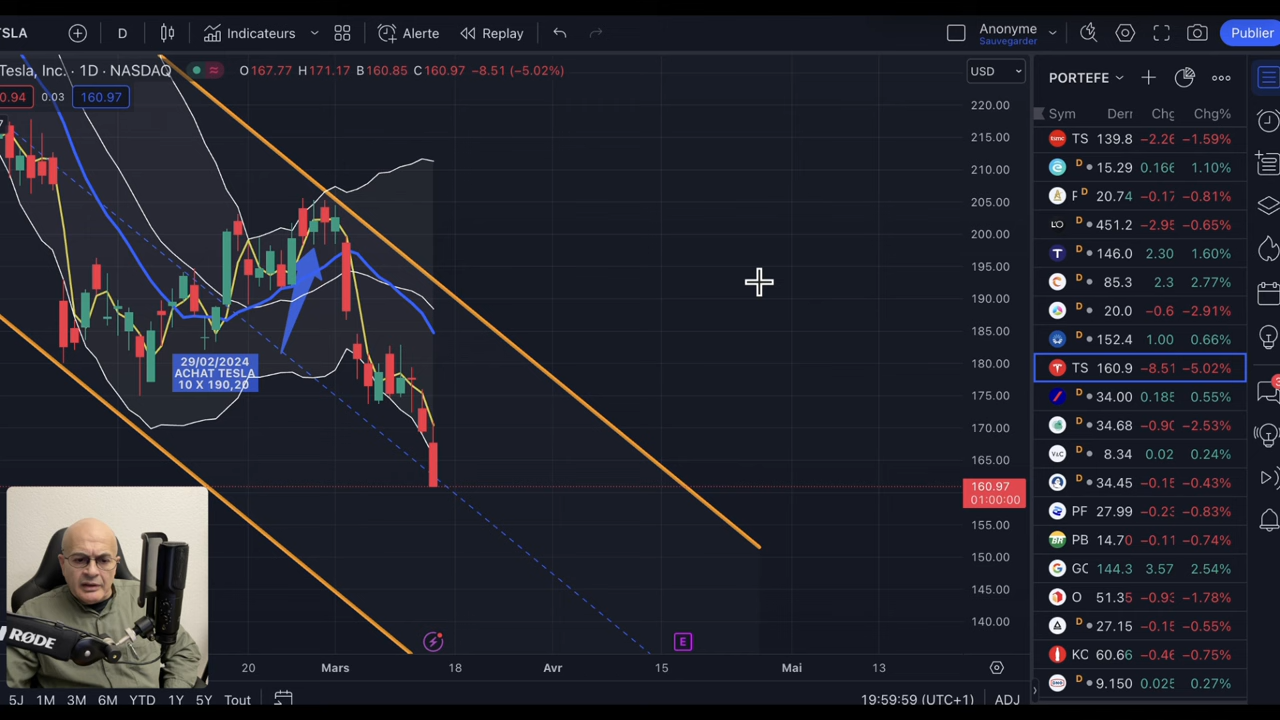 TSLA
D
Indicateurs
Alerte
Replay
Anonyme
Sauvegarder
Publier
Tesla, Inc. · 1D · NASDAQ
O167.77 H171.17 B160.85 C160.97 −8.51 (−5.02%)
USD
PORTEFE
0.94 0.03 160.97
7
Sym Derr Chg Chg%
220.00
215.00
210.00
205.00
200.00
195.00
190.00
185.00
180.00
175.00
170.00
165.00
160.97
01:00:00
155.00
150.00
145.00
140.00
TS 139.8 −2.26 −1.59%
D 15.29 0.166 1.10%
D 20.74 −0.17 −0.81%
D 451.2 −2.95 −0.65%
D 146.0 2.30 1.60%
D 85.3 2.3 2.77%
D 20.0 −0.6 −2.91%
D 152.4 1.00 0.66%
TS 160.9 −8.51 −5.02%
D 34.00 0.185 0.55%
D 34.68 −0.90 −2.53%
D 8.34 0.02 0.24%
D 34.45 −0.15 −0.43%
PF 27.99 −0.23 −0.83%
PB 14.70 −0.11 −0.74%
GC 144.3 3.57 2.54%
O 51.35 −0.93 −1.78%
D 27.15 −0.15 −0.55%
KC 60.66 −0.46 −0.75%
D 9.150 0.025 0.27%
29/02/2024
ACHAT TESLA
10 X 190,20
RØDE
E
20 Mars 18 Avr 15 Mai 13
5J 1M 3M 6M YTD 1Y 5Y Tout
19:59:59 (UTC+1) ADJ